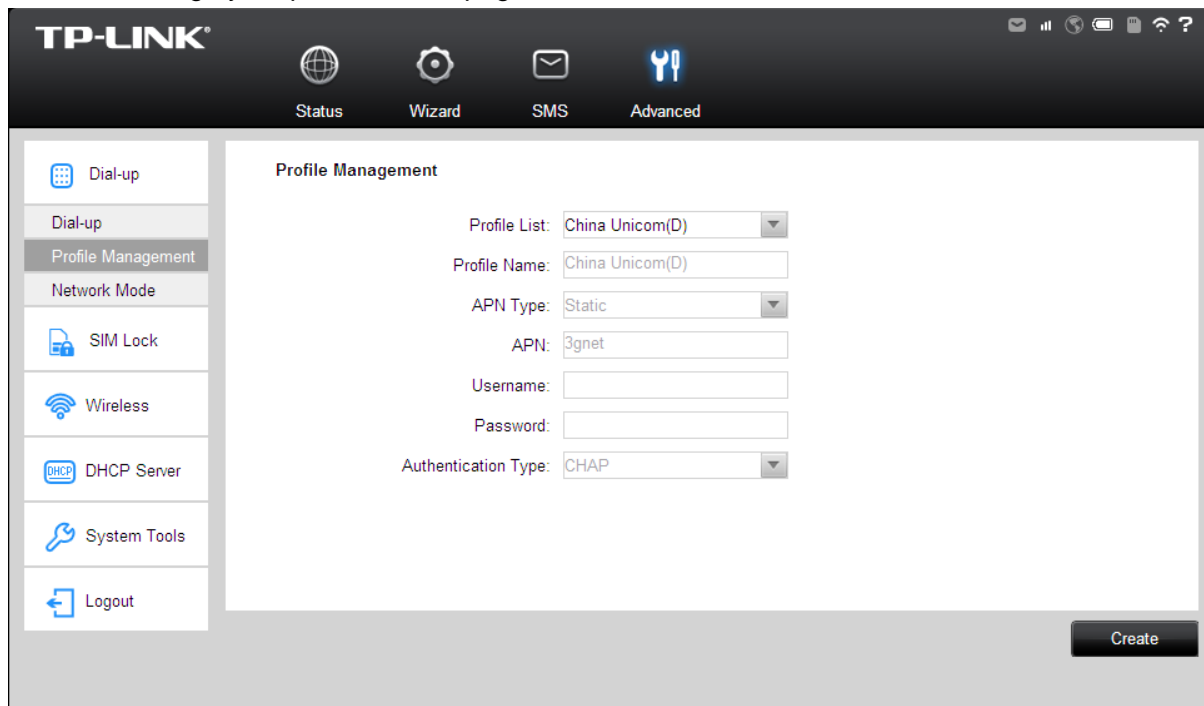 TP-LINK®
?
Status Wizard SMS Advanced
Dial-up
Dial-up
Profile Management
Network Mode
SIM Lock
Wireless
DHCP DHCP Server
System Tools
Logout
Profile Management
Profile List: China Unicom(D)
Profile Name: China Unicom(D)
APN Type: Static
APN: 3gnet
Username:
Password:
Authentication Type: CHAP
Create